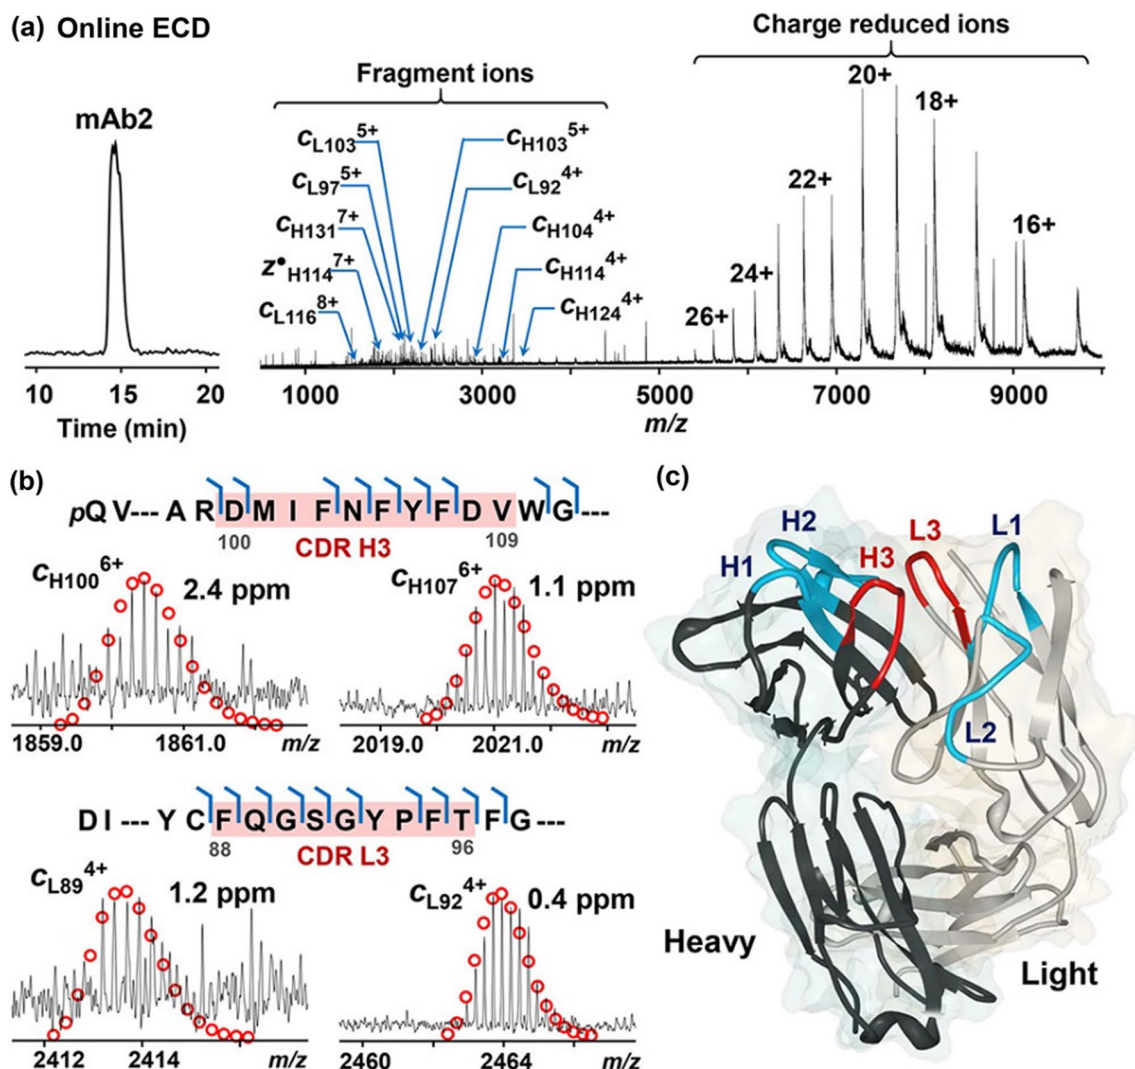 (a) Online ECD
mAb2
10 15 20
Time (min)
Fragment ions
Charge reduced ions
cL103 5+
cL97 5+
cH131 7+
z•H114 7+
cL116 8+
cH103 5+
cL92 4+
cH104 4+
cH114 4+
cH124 4+
26+ 24+ 22+ 20+ 18+ 16+
1000 3000 5000 7000 9000
m/z
(b)
pQ V--- A R D M I F N F Y F D V W G---
100 CDR H3 109
cH100 6+ 2.4 ppm
1859.0 1861.0 m/z
cH107 6+ 1.1 ppm
2019.0 2021.0 m/z
D I --- Y C F Q G S G Y P F T F G---
88 CDR L3 96
cL89 4+ 1.2 ppm
2412 2414 m/z
cL92 4+ 0.4 ppm
2460 2464 m/z
(c)
H1 H2 H3 L3 L1
L2
Heavy
Light